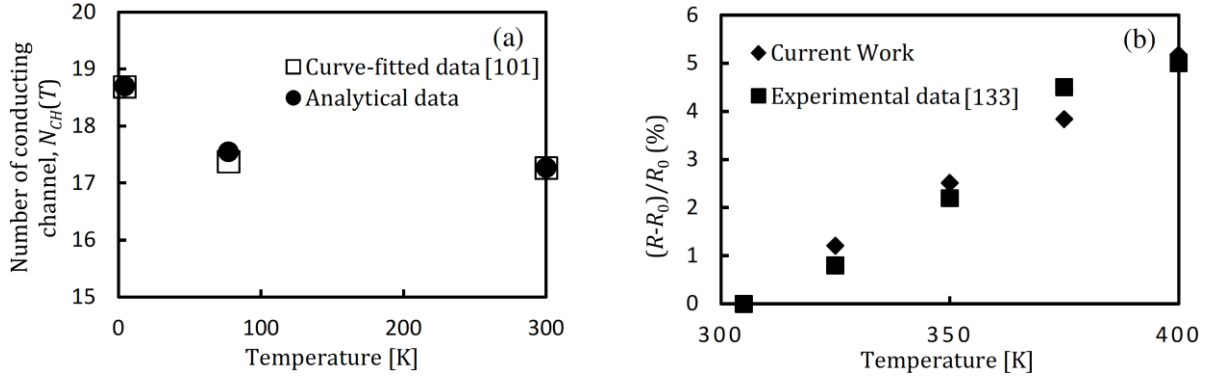 20
19
18
17
16
15
0
100
200
300
Number of conducting
channel, N_CH(T)
Temperature [K]
(a)
Curve-fitted data [101]
Analytical data
6
5
4
3
2
1
0
300
350
400
(R-R₀)/R₀ (%)
Temperature [K]
(b)
Current Work
Experimental data [133]